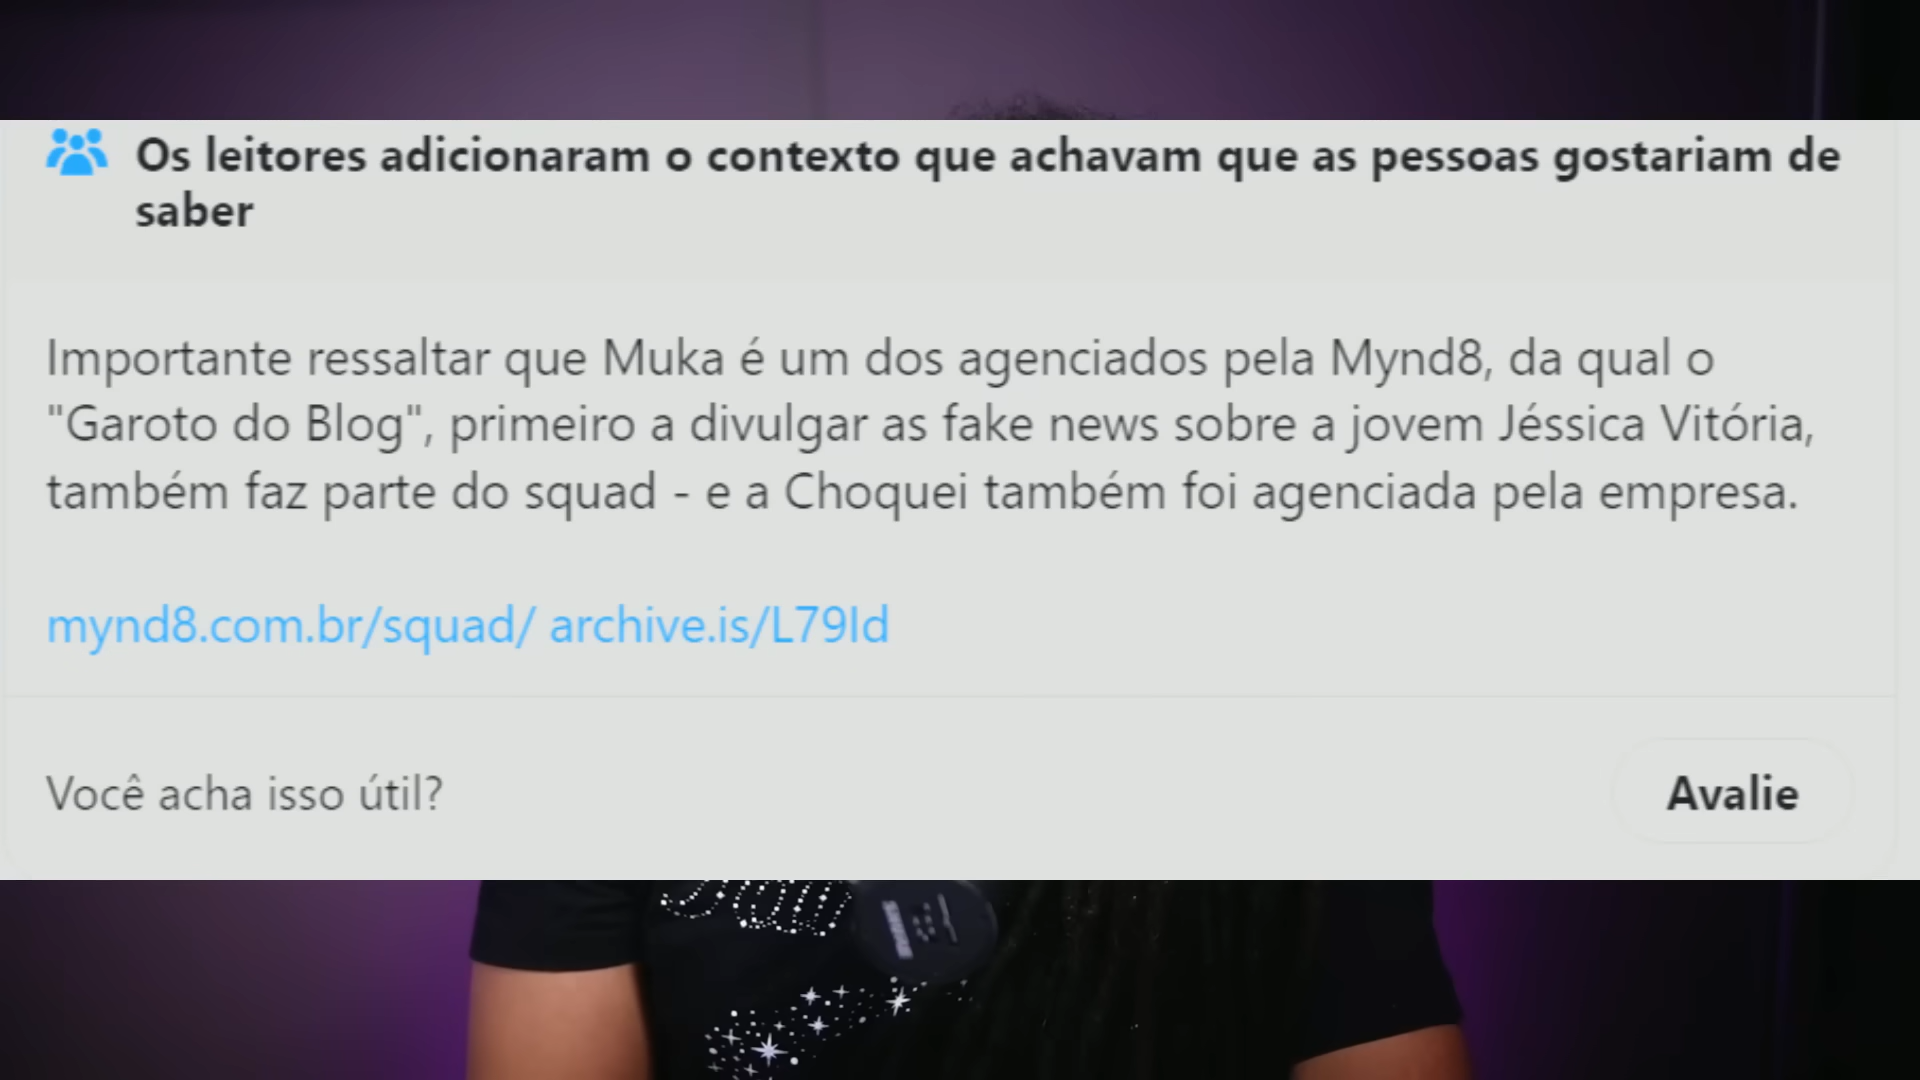 Os leitores adicionaram o contexto que achavam que as pessoas gostariam de
saber
Importante ressaltar que Muka é um dos agenciados pela Mynd8, da qual o
"Garoto do Blog", primeiro a divulgar as fake news sobre a jovem Jéssica Vitória,
também faz parte do squad - e a Choquei também foi agenciada pela empresa.
mynd8.com.br/squad/ archive.is/L79Id
Você acha isso útil?
Avalie